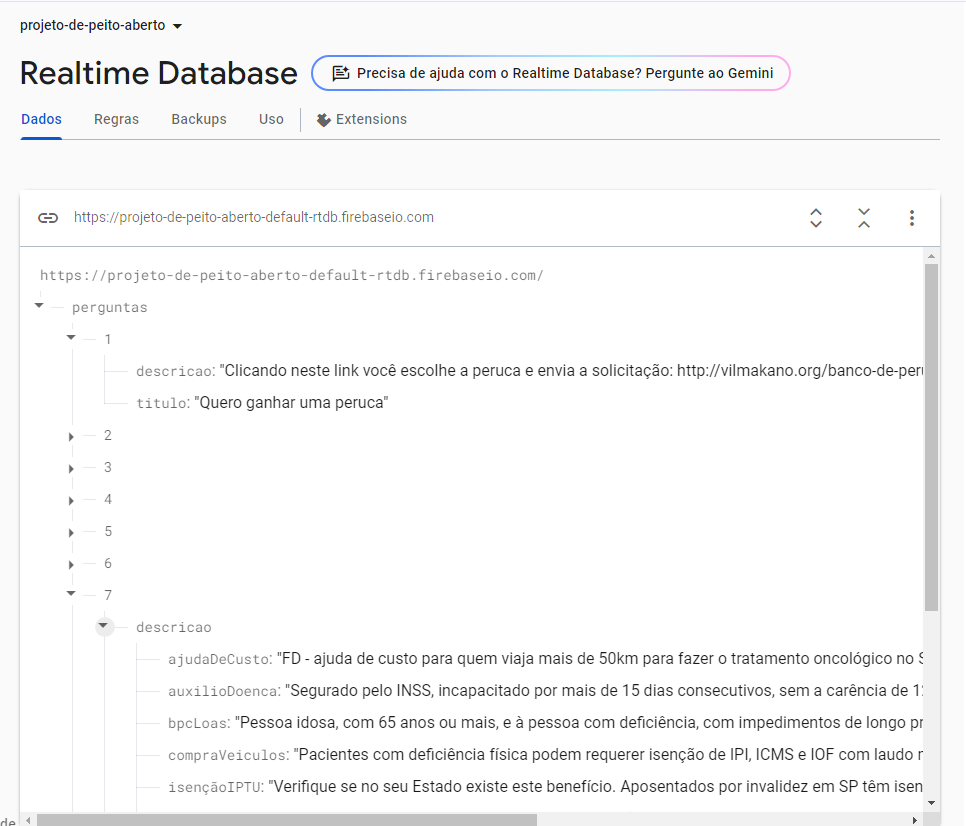 projeto-de-peito-aberto
Realtime Database
Precisa de ajuda com o Realtime Database? Pergunte ao Gemini
Dados Regras Backups Uso Extensions
https://projeto-de-peito-aberto-default-rtdb.firebaseio.com
https://projeto-de-peito-aberto-default-rtdb.firebaseio.com/
perguntas
1
descricao: "Clicando neste link você escolhe a peruca e envia a solicitação: http://vilmakano.org/banco-de-per
titulo: "Quero ganhar uma peruca"
2
3
4
5
6
7
descricao
ajudaDeCusto: "FD - ajuda de custo para quem viaja mais de 50km para fazer o tratamento oncológico no
auxilioDoenca: "Segurado pelo INSS, incapacitado por mais de 15 dias consecutivos, sem a carência de
bpcLoas: "Pessoa idosa, com 65 anos ou mais, e à pessoa com deficiência, com impedimentos de longo pr
compraVeiculos: "Pacientes com deficiência física podem requerer isenção de IPI, ICMS e IOF com laudo
isençãoIPTU: "Verifique se no seu Estado existe este benefício. Aposentados por invalidez em SP têm isen
de